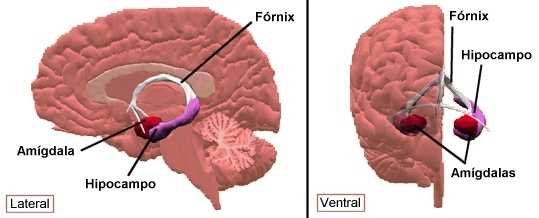 Fórnix
Amígdala
Hipocampo
Lateral
Fórnix
Hipocampo
Amígdalas
Ventral